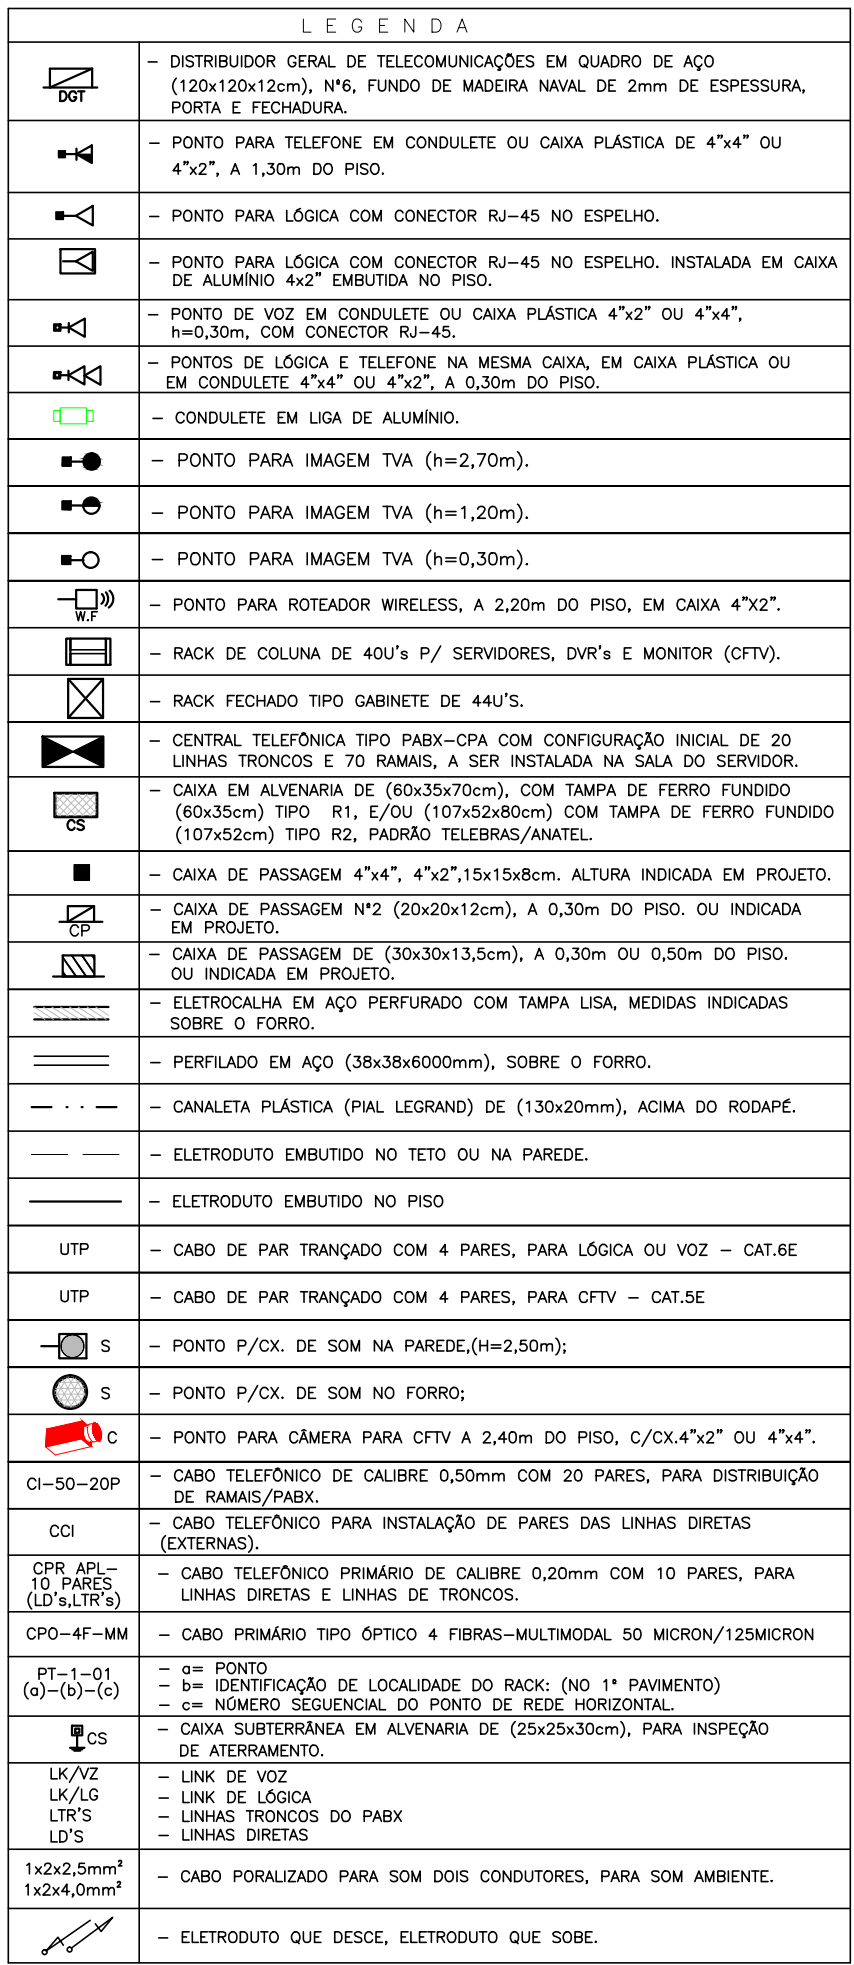 LEGENDA
DGT
– DISTRIBUIDOR GERAL DE TELECOMUNICAÇÕES EM QUADRO DE AÇO
(120x120x12cm), Nº6, FUNDO DE MADEIRA NAVAL DE 2mm DE ESPESSURA,
PORTA E FECHADURA.
– PONTO PARA TELEFONE EM CONDULETE OU CAIXA PLÁSTICA DE 4"x4" OU
4"x2", A 1,30m DO PISO.
– PONTO PARA LÓGICA COM CONECTOR RJ–45 NO ESPELHO.
– PONTO PARA LÓGICA COM CONECTOR RJ–45 NO ESPELHO. INSTALADA EM CAIXA
DE ALUMÍNIO 4x2" EMBUTIDA NO PISO.
– PONTO DE VOZ EM CONDULETE OU CAIXA PLÁSTICA 4"x2" OU 4"x4",
h=0,30m, COM CONECTOR RJ–45.
– PONTOS DE LÓGICA E TELEFONE NA MESMA CAIXA, EM CAIXA PLÁSTICA OU
EM CONDULETE 4"x4" OU 4"x2", A 0,30m DO PISO.
– CONDULETE EM LIGA DE ALUMÍNIO.
– PONTO PARA IMAGEM TVA (h=2,70m).
– PONTO PARA IMAGEM TVA (h=1,20m).
– PONTO PARA IMAGEM TVA (h=0,30m).
W.F
– PONTO PARA ROTEADOR WIRELESS, A 2,20m DO PISO, EM CAIXA 4"X2".
– RACK DE COLUNA DE 40U's P/ SERVIDORES, DVR's E MONITOR (CFTV).
– RACK FECHADO TIPO GABINETE DE 44U'S.
– CENTRAL TELEFÔNICA TIPO PABX–CPA COM CONFIGURAÇÃO INICIAL DE 20
LINHAS TRONCOS E 70 RAMAIS, A SER INSTALADA NA SALA DO SERVIDOR.
CS
– CAIXA EM ALVENARIA DE (60x35x70cm), COM TAMPA DE FERRO FUNDIDO
(60x35cm) TIPO R1, E/OU (107x52x80cm) COM TAMPA DE FERRO FUNDIDO
(107x52cm) TIPO R2, PADRÃO TELEBRAS/ANATEL.
– CAIXA DE PASSAGEM 4"x4", 4"x2",15x15x8cm. ALTURA INDICADA EM PROJETO.
CP
– CAIXA DE PASSAGEM Nº2 (20x20x12cm), A 0,30m DO PISO. OU INDICADA
EM PROJETO.
– CAIXA DE PASSAGEM DE (30x30x13,5cm), A 0,30m OU 0,50m DO PISO.
OU INDICADA EM PROJETO.
– ELETROCALHA EM AÇO PERFURADO COM TAMPA LISA, MEDIDAS INDICADAS
SOBRE O FORRO.
– PERFILADO EM AÇO (38x38x6000mm), SOBRE O FORRO.
– CANALETA PLÁSTICA (PIAL LEGRAND) DE (130x20mm), ACIMA DO RODAPÉ.
– ELETRODUTO EMBUTIDO NO TETO OU NA PAREDE.
– ELETRODUTO EMBUTIDO NO PISO
UTP – CABO DE PAR TRANÇADO COM 4 PARES, PARA LÓGICA OU VOZ – CAT.6E
UTP – CABO DE PAR TRANÇADO COM 4 PARES, PARA CFTV – CAT.5E
S – PONTO P/CX. DE SOM NA PAREDE,(H=2,50m);
S – PONTO P/CX. DE SOM NO FORRO;
C – PONTO PARA CÂMERA PARA CFTV A 2,40m DO PISO, C/CX.4"x2" OU 4"x4".
CI–50–20P
– CABO TELEFÔNICO DE CALIBRE 0,50mm COM 20 PARES, PARA DISTRIBUIÇÃO
DE RAMAIS/PABX.
CCI
– CABO TELEFÔNICO PARA INSTALAÇÃO DE PARES DAS LINHAS DIRETAS
(EXTERNAS).
CPR APL–
10 PARES
(LD's,LTR's)
– CABO TELEFÔNICO PRIMÁRIO DE CALIBRE 0,20mm COM 10 PARES, PARA
LINHAS DIRETAS E LINHAS DE TRONCOS.
CPO–4F–MM – CABO PRIMÁRIO TIPO ÓPTICO 4 FIBRAS–MULTIMODAL 50 MICRON/125MICRON
PT–1–01
(a)–(b)–(c)
– a= PONTO
– b= IDENTIFICAÇÃO DE LOCALIDADE DO RACK: (NO 1º PAVIMENTO)
– c= NÚMERO SEGUENCIAL DO PONTO DE REDE HORIZONTAL.
CS
– CAIXA SUBTERRÂNEA EM ALVENARIA DE (25x25x30cm), PARA INSPEÇÃO
DE ATERRAMENTO.
LK/VZ – LINK DE VOZ
LK/LG – LINK DE LÓGICA
LTR'S – LINHAS TRONCOS DO PABX
LD'S – LINHAS DIRETAS
1x2x2,5mm²
1x2x4,0mm²
– CABO PORALIZADO PARA SOM DOIS CONDUTORES, PARA SOM AMBIENTE.
– ELETRODUTO QUE DESCE, ELETRODUTO QUE SOBE.